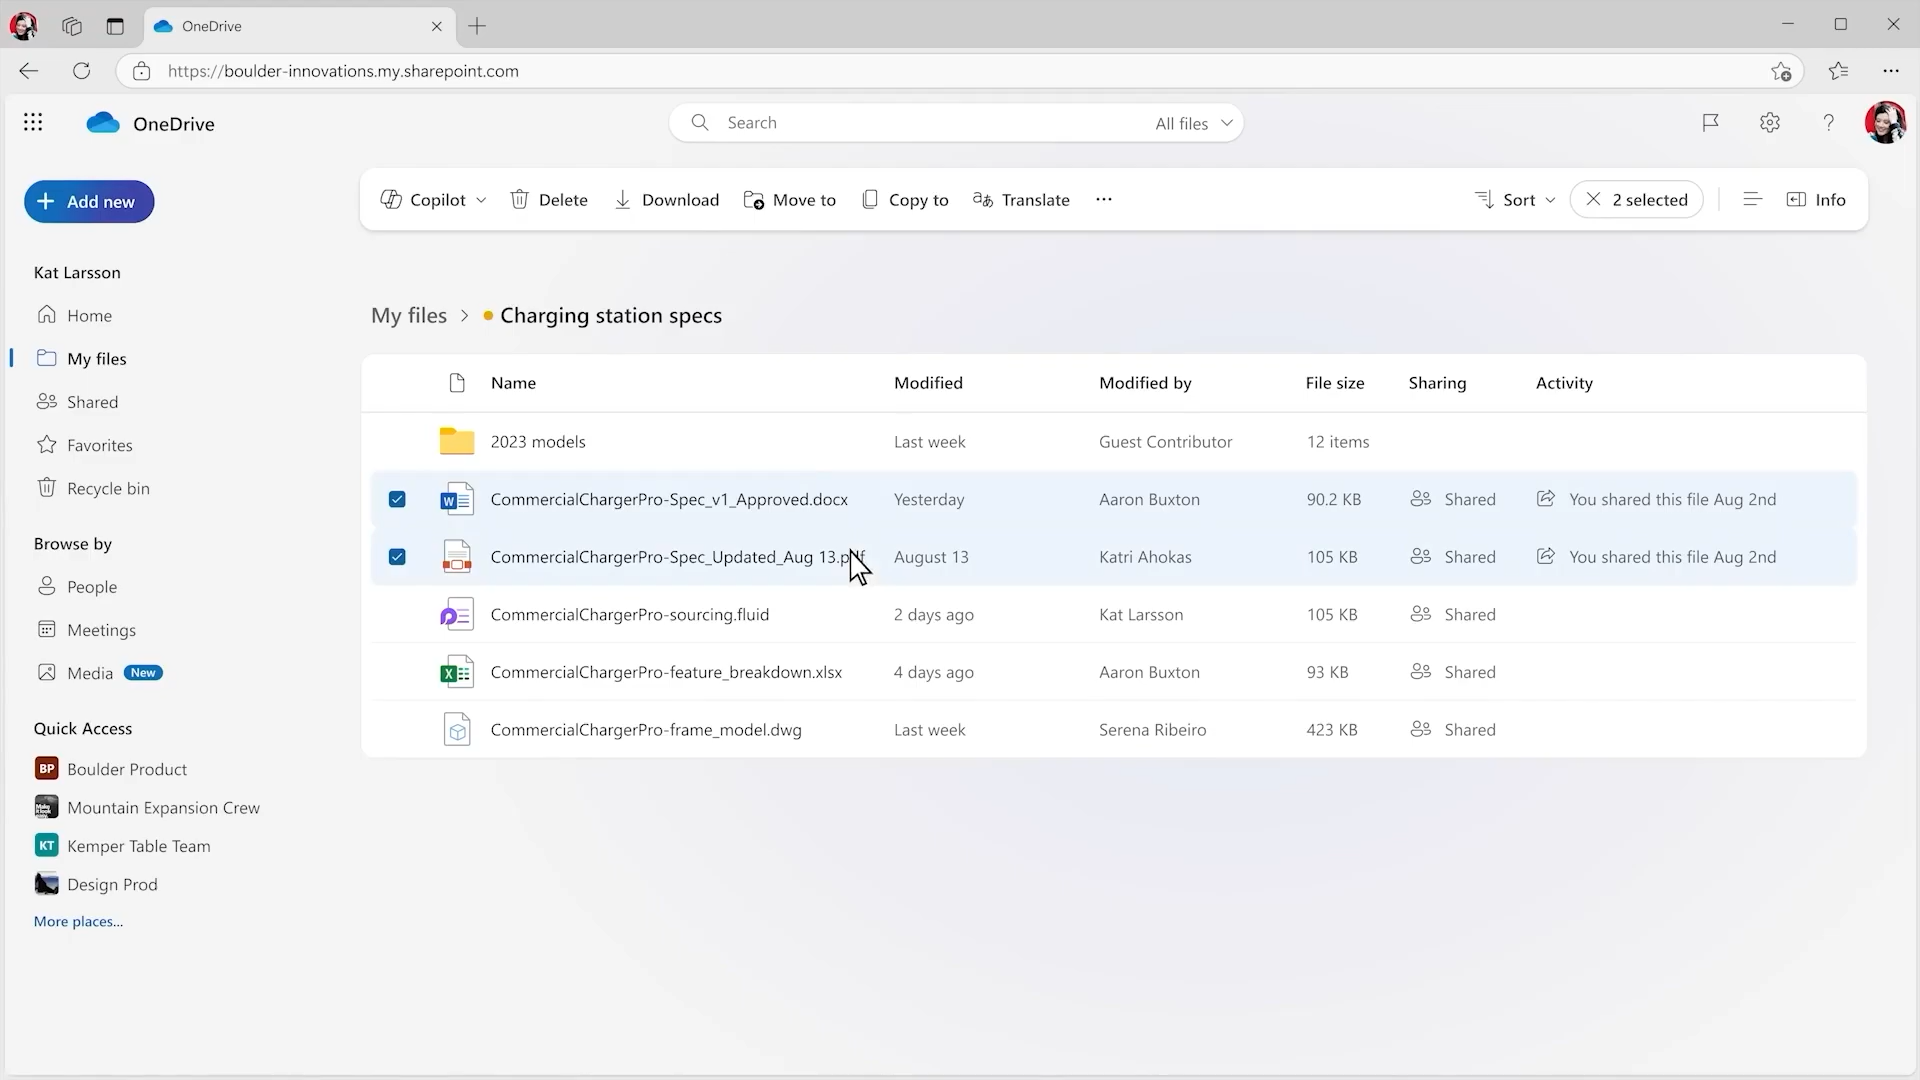 OneDrive
https://boulder-innovations.my.sharepoint.com
OneDrive
Search
All files
Add new
Copilot
Delete
Download
Move to
Copy to
Translate
Sort
2 selected
Info
Kat Larsson
Home
My files
Shared
Favorites
Recycle bin
Browse by
People
Meetings
Media New
Quick Access
BP Boulder Product
Mountain Expansion Crew
KT Kemper Table Team
Design Prod
More places...
My files > Charging station specs
Name Modified Modified by File size Sharing Activity
2023 models Last week Guest Contributor 12 items
CommercialChargerPro-Spec_v1_Approved.docx Yesterday Aaron Buxton 90.2 KB Shared You shared this file Aug 2nd
CommercialChargerPro-Spec_Updated_Aug 13.pdf August 13 Katri Ahokas 105 KB Shared You shared this file Aug 2nd
CommercialChargerPro-sourcing.fluid 2 days ago Kat Larsson 105 KB Shared
CommercialChargerPro-feature_breakdown.xlsx 4 days ago Aaron Buxton 93 KB Shared
CommercialChargerPro-frame_model.dwg Last week Serena Ribeiro 423 KB Shared